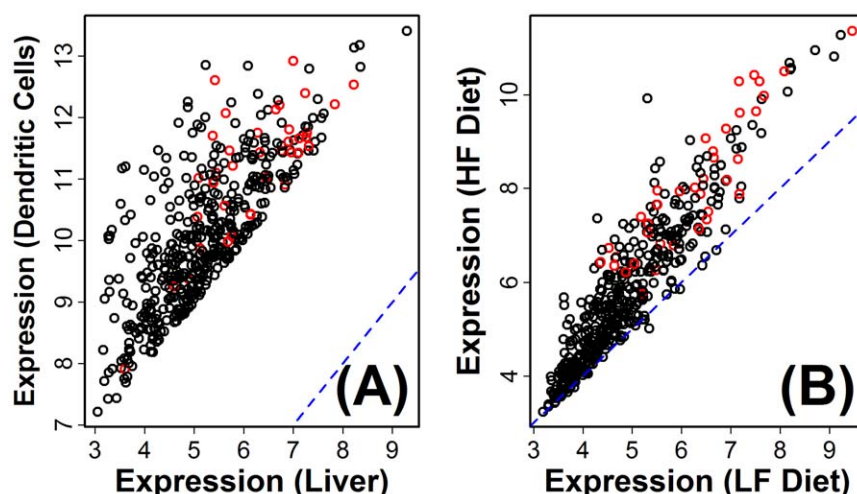 Expression (Dendritic Cells)
13
12
11
10
9
8
7
(A)
3 4 5 6 7 8 9
Expression (Liver)
Expression (HF Diet)
10
8
6
4
(B)
3 4 5 6 7 8 9
Expression (LF Diet)